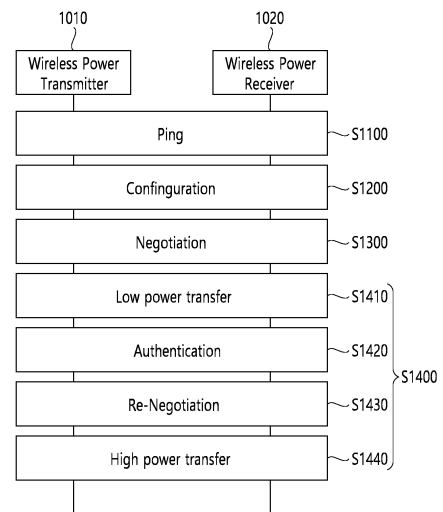 1010
1020
Wireless Power
Transmitter
Wireless Power
Receiver
Ping
S1100
Confinguration
S1200
Negotiation
S1300
Low power transfer
S1410
Authentication
S1420
S1400
Re-Negotiation
S1430
High power transfer
S1440